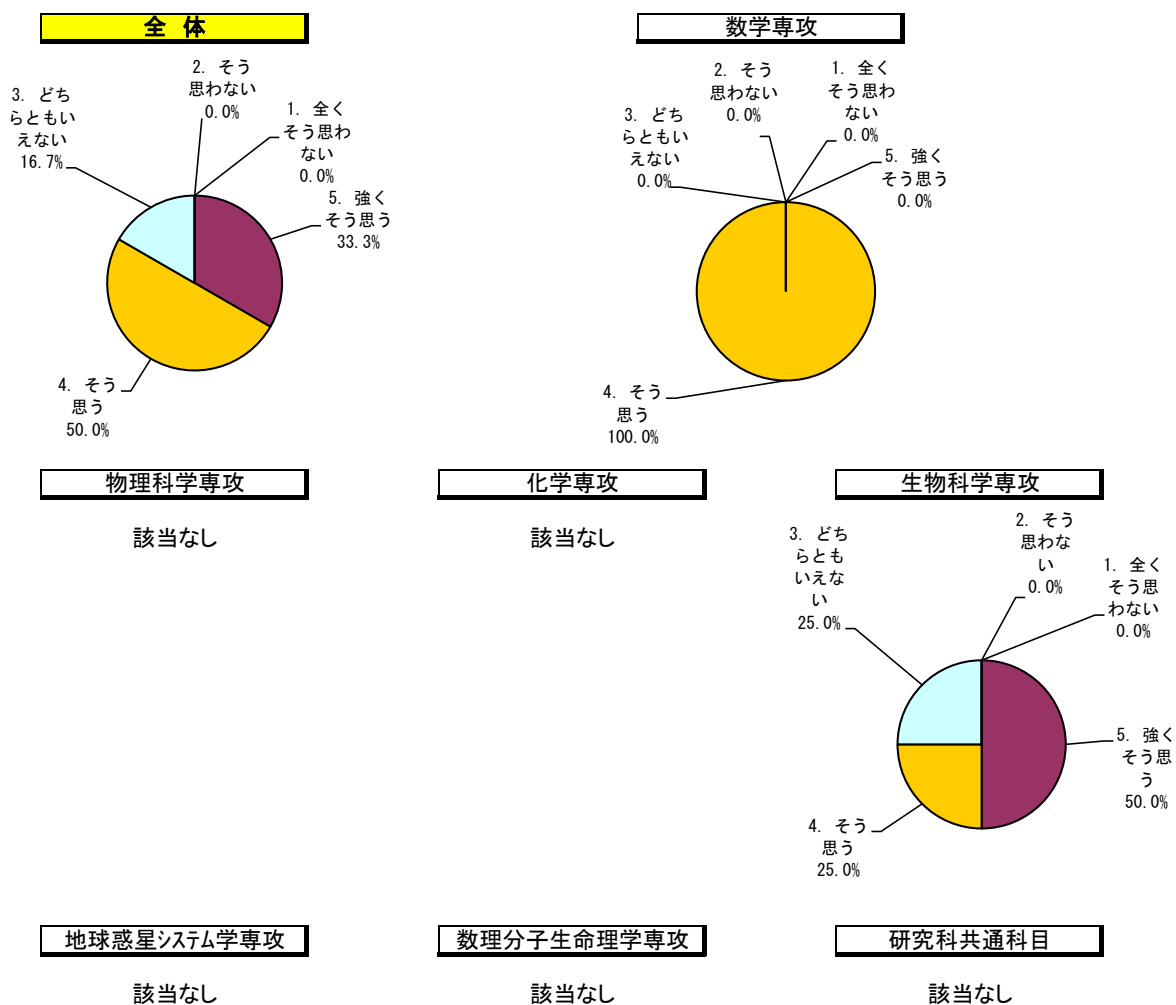 全 体
2. そう
思わない
0.0%
3. どち
らともい
えない
16.7%
1. 全く
そう思わ
ない
0.0%
5. 強く
そう思う
33.3%
4. そう
思う
50.0%
数学専攻
2. そう
思わない
0.0%
1. 全く
そう思わ
ない
0.0%
3. どち
らともい
えない
0.0%
5. 強く
そう思う
0.0%
4. そう
思う
100.0%
物理科学専攻
該当なし
化学専攻
該当なし
生物科学専攻
2. そう
思わな
い
0.0%
3. どち
らとも
いえな
い
25.0%
1. 全く
そう思
わない
0.0%
5. 強く
そう思
う
50.0%
4. そう
思う
25.0%
地球惑星システム学専攻
該当なし
数理分子生命理学専攻
該当なし
研究科共通科目
該当なし